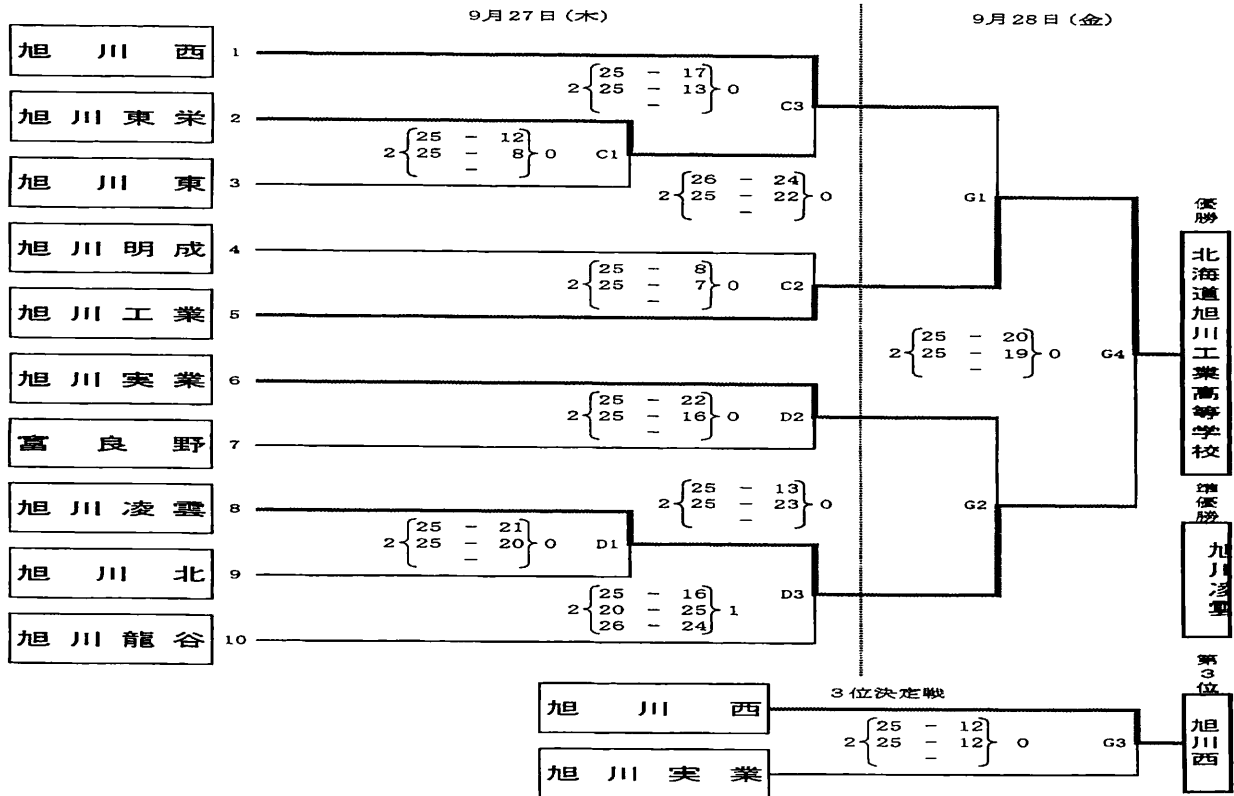 9月27日(木)
9月28日(金)
旭川西 1
旭川東栄 2
旭川東 3
旭川明成 4
旭川工業 5
旭川実業 6
富良野 7
旭川凌雲 8
旭川北 9
旭川龍谷 10
25 - 17
2 25 - 13 0
-
C3
25 - 12
2 25 - 8 0
-
C1
26 - 24
2 25 - 22 0
-
G1
25 - 8
2 25 - 7 0
-
C2
25 - 20
2 25 - 19 0
-
G4
25 - 22
2 25 - 16 0
-
D2
25 - 13
2 25 - 23 0
-
G2
25 - 21
2 25 - 20 0
-
D1
25 - 16
2 20 - 25 1
26 - 24
D3
優勝
北海道旭川工業高等学校
準優勝
旭川凌雲
第3位
旭川西
3位決定戦
旭川西
旭川実業
25 - 12
2 25 - 12 0
-
G3